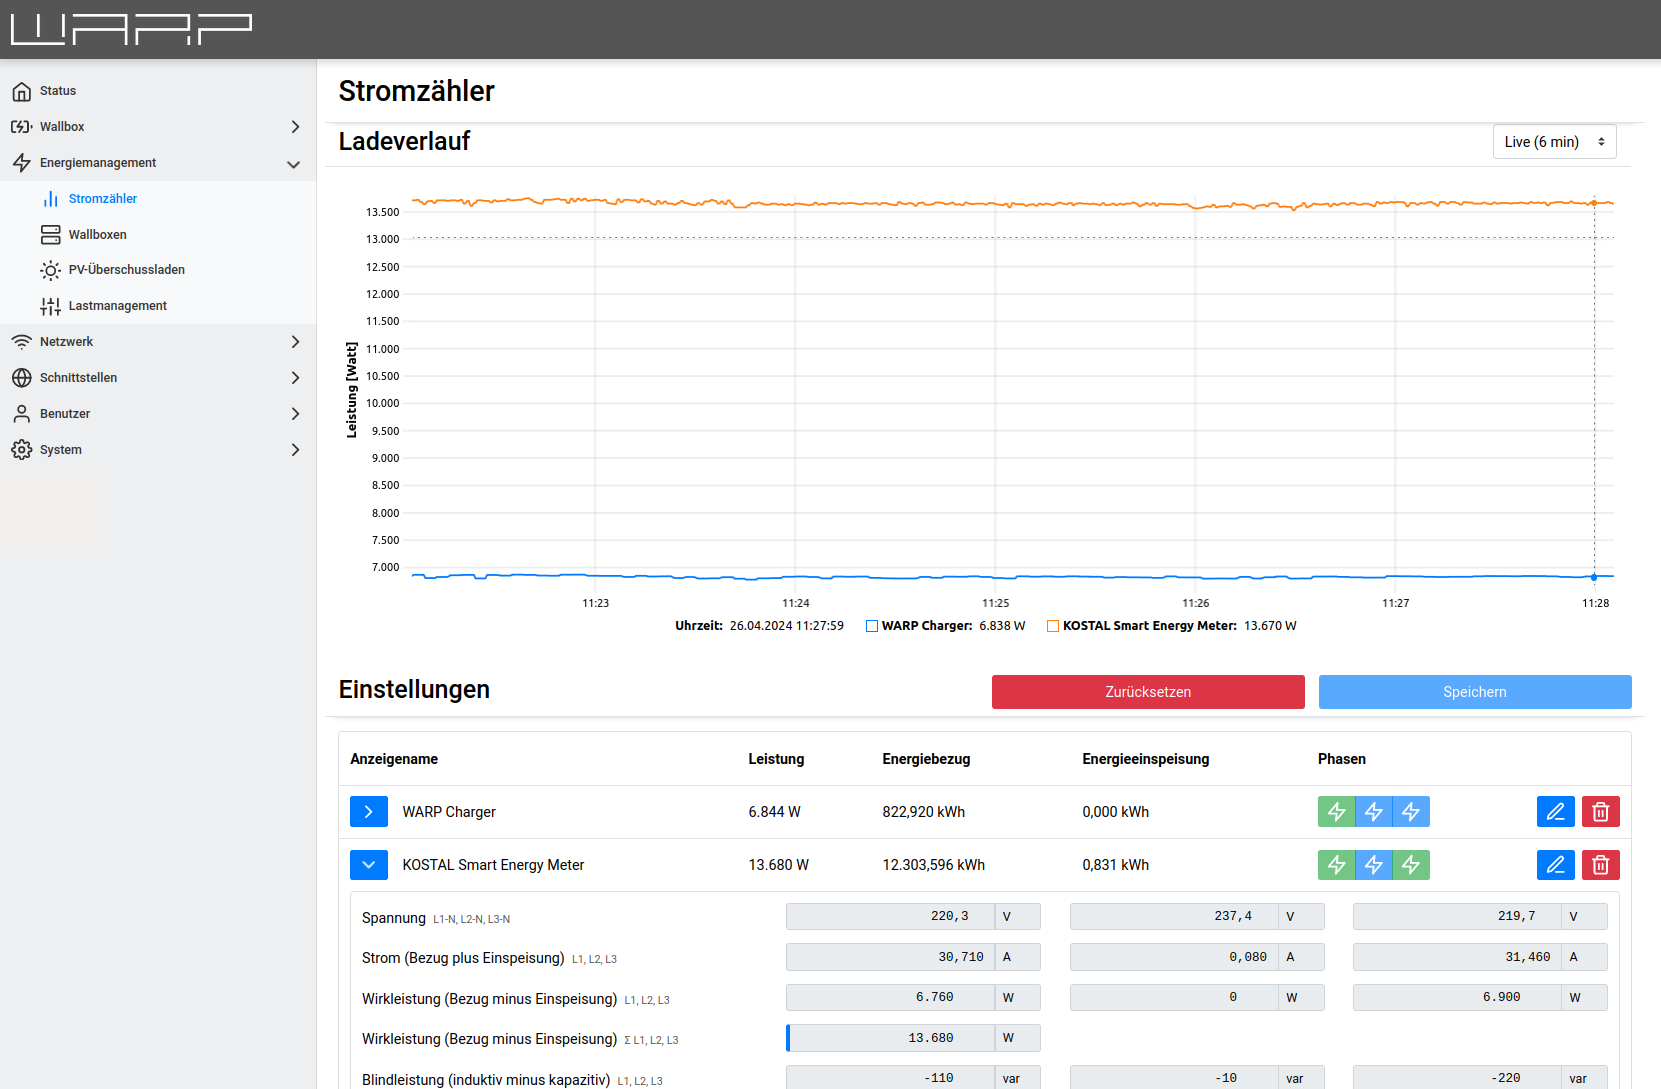 WARP
Status
Wallbox
Energiemanagement
Stromzähler
Wallboxen
PV-Überschussladen
Lastmanagement
Netzwerk
Schnittstellen
Benutzer
System
Stromzähler
Ladeverlauf
Live (6 min)
Leistung [Watt]
13.500
13.000
12.500
12.000
11.500
11.000
10.500
10.000
9.500
9.000
8.500
8.000
7.500
7.000
11:23 11:24 11:25 11:26 11:27 11:28
Uhrzeit: 26.04.2024 11:27:59 WARP Charger: 6.838 W KOSTAL Smart Energy Meter: 13.670 W
Einstellungen Zurücksetzen Speichern
Anzeigename Leistung Energiebezug Energieeinspeisung Phasen
WARP Charger 6.844 W 822,920 kWh 0,000 kWh
KOSTAL Smart Energy Meter 13.680 W 12.303,596 kWh 0,831 kWh
Spannung L1-N, L2-N, L3-N 220,3 V 237,4 V 219,7 V
Strom (Bezug plus Einspeisung) L1, L2, L3 30,710 A 0,080 A 31,460 A
Wirkleistung (Bezug minus Einspeisung) L1, L2, L3 6.760 W 0 W 6.900 W
Wirkleistung (Bezug minus Einspeisung) Σ L1, L2, L3 13.680 W
Blindleistung (induktiv minus kapazitiv) L1, L2, L3 -110 var -10 var -220 var